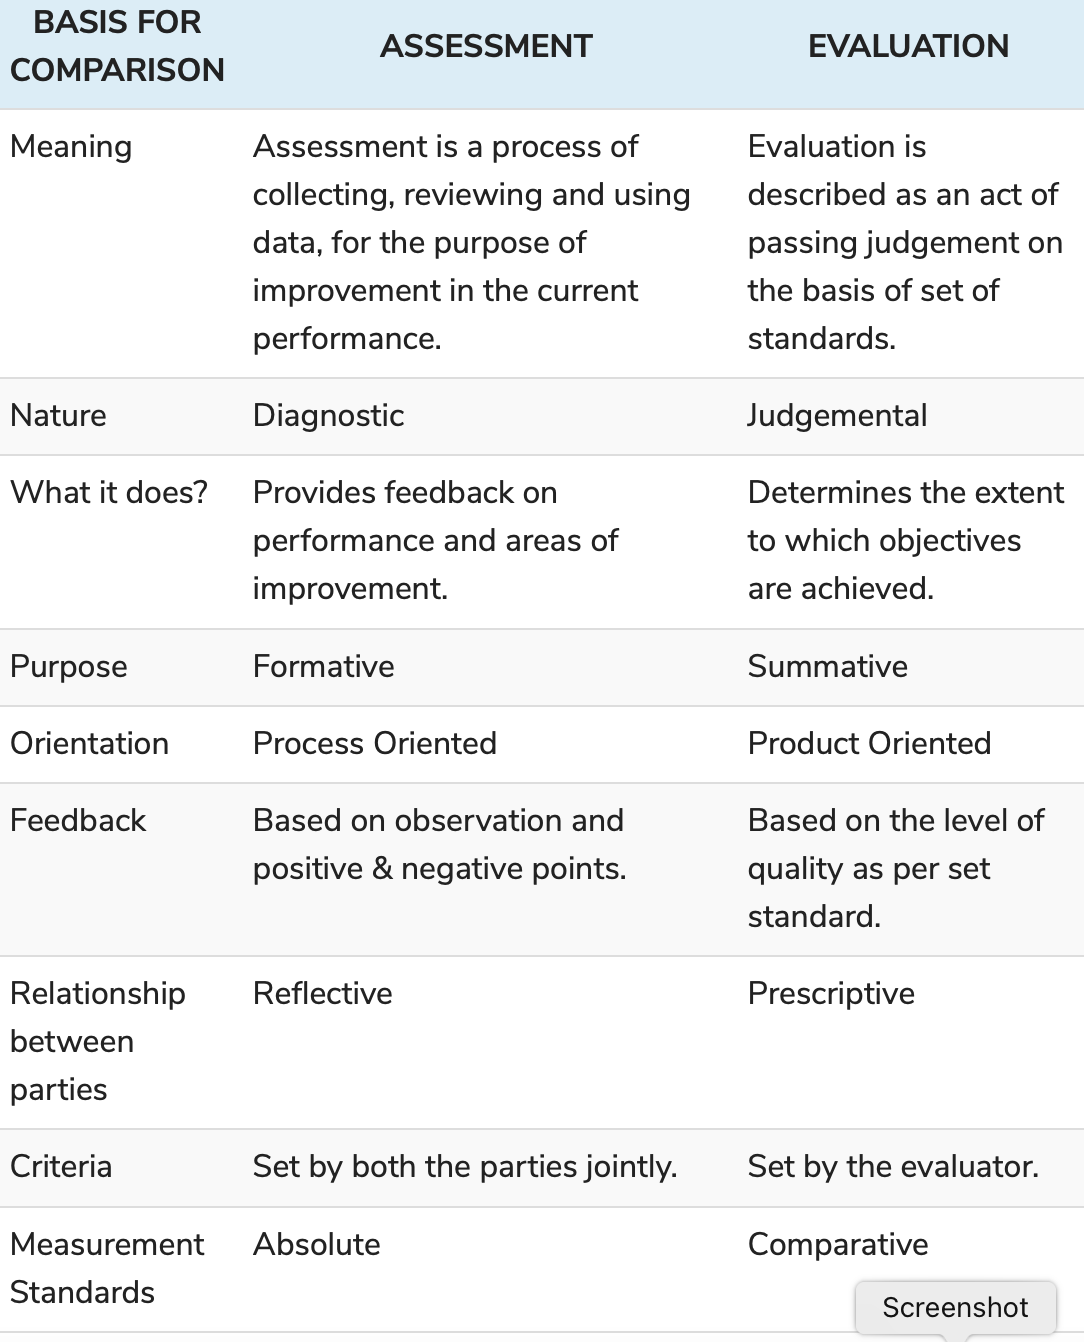 BASIS FOR
COMPARISON
ASSESSMENT
EVALUATION
Meaning
Assessment is a process of
collecting, reviewing and using
data, for the purpose of
improvement in the current
performance.
Evaluation is
described as an act of
passing judgement on
the basis of set of
standards.
Nature
Diagnostic
Judgemental
What it does?
Provides feedback on
performance and areas of
improvement.
Determines the extent
to which objectives
are achieved.
Purpose
Formative
Summative
Orientation
Process Oriented
Product Oriented
Feedback
Based on observation and
positive & negative points.
Based on the level of
quality as per set
standard.
Relationship
between
parties
Reflective
Prescriptive
Criteria
Set by both the parties jointly.
Set by the evaluator.
Measurement
Standards
Absolute
Comparative
Screenshot